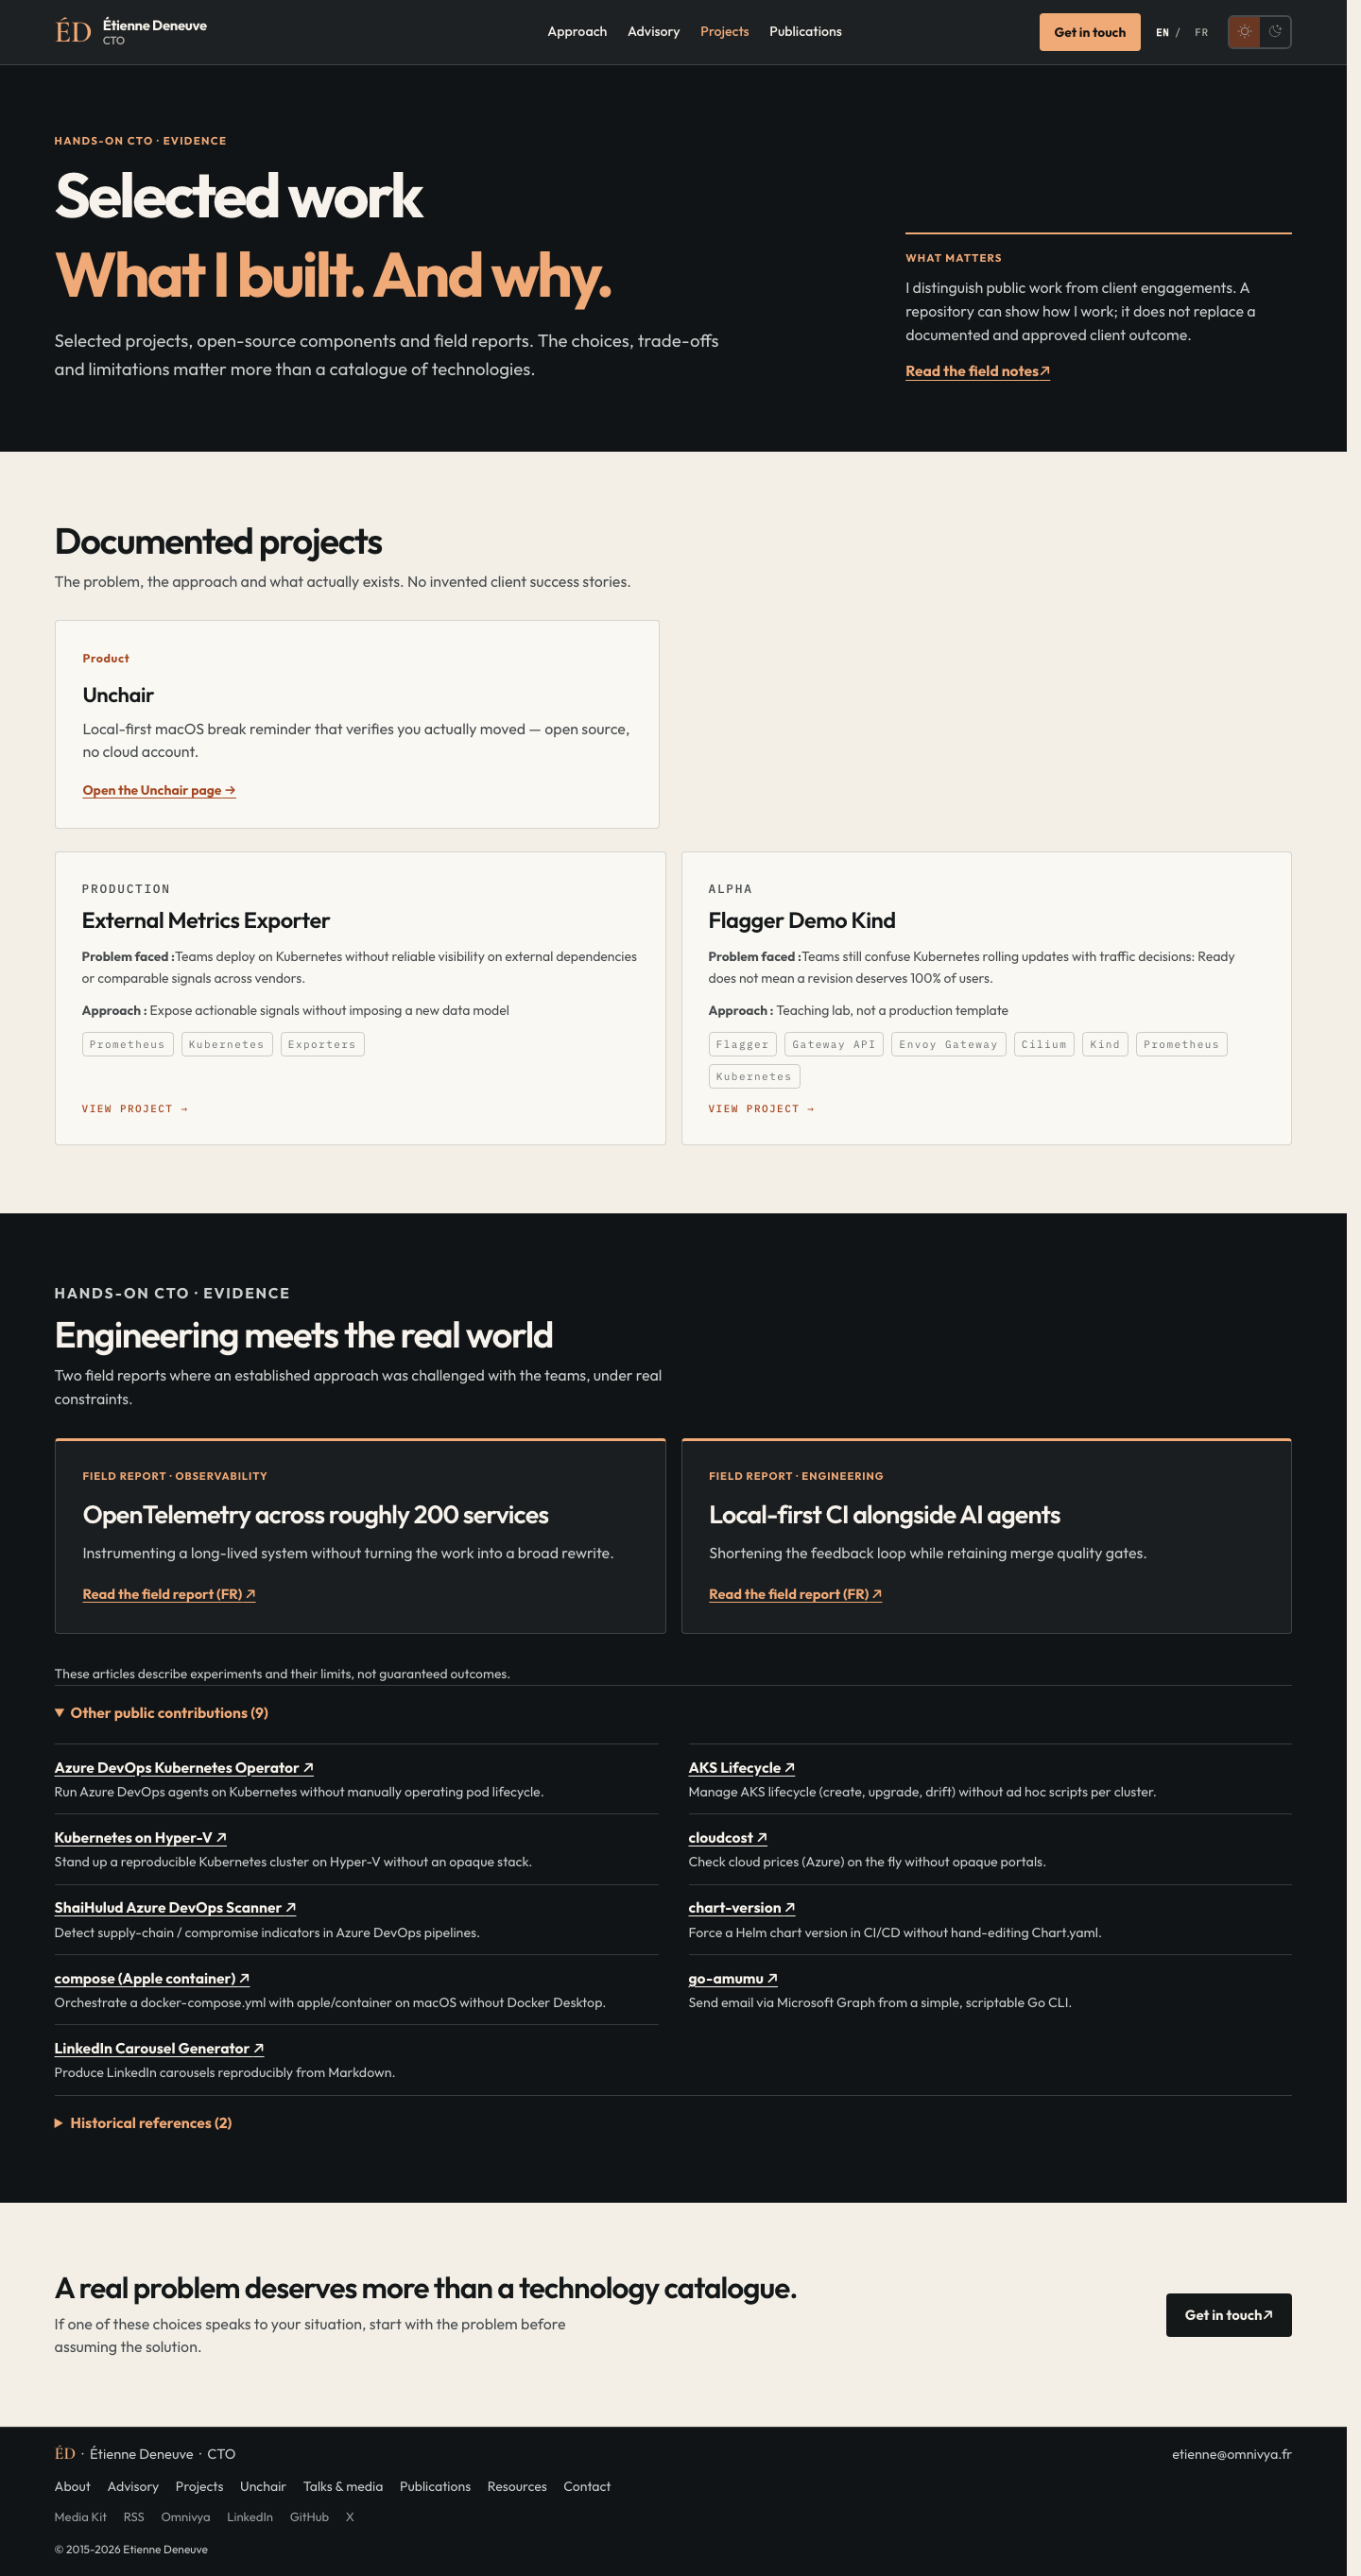 ÉD Étienne Deneuve
CTO
Approach Advisory Projects Publications
Get in touch
EN / FR
HANDS-ON CTO · EVIDENCE
Selected work
What I built. And why.
Selected projects, open-source components and field reports. The choices, trade-offs
and limitations matter more than a catalogue of technologies.
WHAT MATTERS
I distinguish public work from client engagements. A
repository can show how I work; it does not replace a
documented and approved client outcome.
Read the field notes↗
Documented projects
The problem, the approach and what actually exists. No invented client success stories.
Product
Unchair
Local-first macOS break reminder that verifies you actually moved — open source,
no cloud account.
Open the Unchair page →
PRODUCTION
External Metrics Exporter
Problem faced :Teams deploy on Kubernetes without reliable visibility on external dependencies
or comparable signals across vendors.
Approach : Expose actionable signals without imposing a new data model
Prometheus Kubernetes Exporters
VIEW PROJECT →
ALPHA
Flagger Demo Kind
Problem faced :Teams still confuse Kubernetes rolling updates with traffic decisions: Ready
does not mean a revision deserves 100% of users.
Approach : Teaching lab, not a production template
Flagger Gateway API Envoy Gateway Cilium Kind Prometheus
Kubernetes
VIEW PROJECT →
HANDS-ON CTO · EVIDENCE
Engineering meets the real world
Two field reports where an established approach was challenged with the teams, under real
constraints.
FIELD REPORT · OBSERVABILITY
OpenTelemetry across roughly 200 services
Instrumenting a long-lived system without turning the work into a broad rewrite.
Read the field report (FR) ↗
FIELD REPORT · ENGINEERING
Local-first CI alongside AI agents
Shortening the feedback loop while retaining merge quality gates.
Read the field report (FR) ↗
These articles describe experiments and their limits, not guaranteed outcomes.
▼ Other public contributions (9)
Azure DevOps Kubernetes Operator ↗
Run Azure DevOps agents on Kubernetes without manually operating pod lifecycle.
AKS Lifecycle ↗
Manage AKS lifecycle (create, upgrade, drift) without ad hoc scripts per cluster.
Kubernetes on Hyper-V ↗
Stand up a reproducible Kubernetes cluster on Hyper-V without an opaque stack.
cloudcost ↗
Check cloud prices (Azure) on the fly without opaque portals.
ShaiHulud Azure DevOps Scanner ↗
Detect supply-chain / compromise indicators in Azure DevOps pipelines.
chart-version ↗
Force a Helm chart version in CI/CD without hand-editing Chart.yaml.
compose (Apple container) ↗
Orchestrate a docker-compose.yml with apple/container on macOS without Docker Desktop.
go-amumu ↗
Send email via Microsoft Graph from a simple, scriptable Go CLI.
LinkedIn Carousel Generator ↗
Produce LinkedIn carousels reproducibly from Markdown.
▶ Historical references (2)
A real problem deserves more than a technology catalogue.
If one of these choices speaks to your situation, start with the problem before
assuming the solution.
Get in touch↗
ÉD · Étienne Deneuve · CTO
etienne@omnivya.fr
About Advisory Projects Unchair Talks & media Publications Resources Contact
Media Kit RSS Omnivya LinkedIn GitHub X
© 2015-2026 Etienne Deneuve